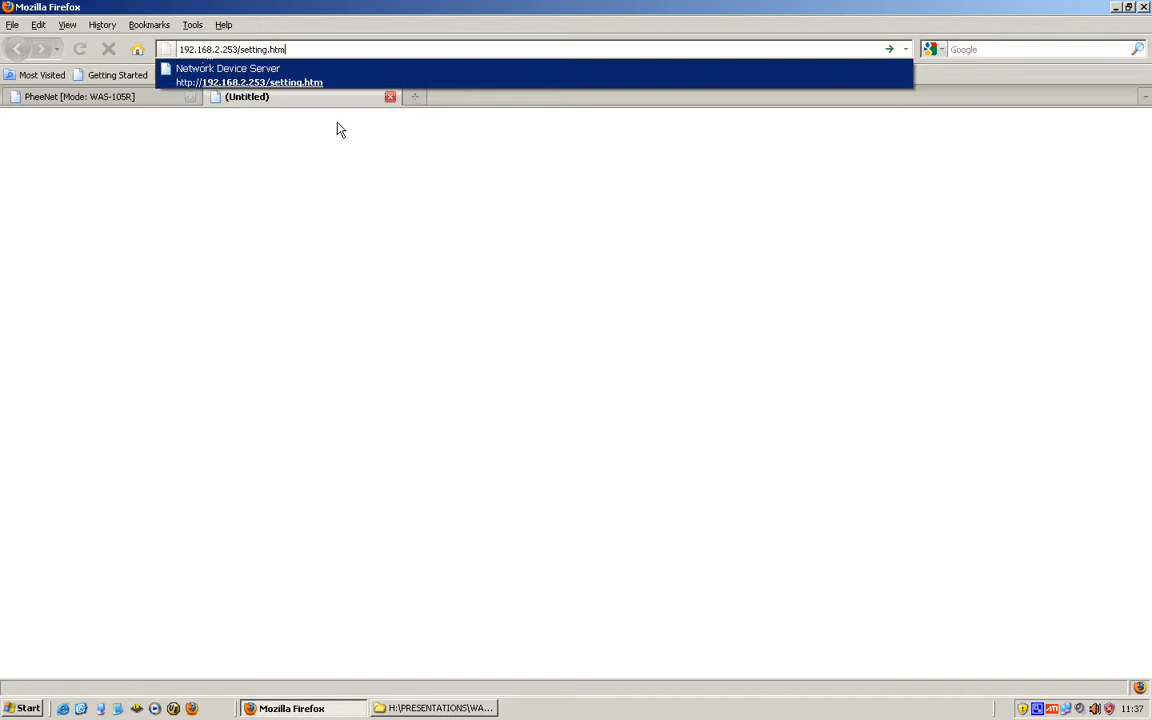 Mozilla Firefox
File Edit View History Bookmarks Tools Help
192.168.2.253/setting.htm
Google
Network Device Server
http://192.168.2.253/setting.htm
Most Visited Getting Started
PheeNet [Mode: WAS-105R]
(Untitled)
Start
Mozilla Firefox
H:\PRESENTATIONS\WA...
11:37